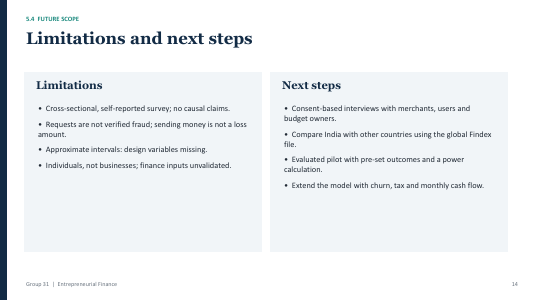 5.4 FUTURE SCOPE
Limitations and next steps
Limitations
• Cross-sectional, self-reported survey; no causal claims.
• Requests are not verified fraud; sending money is not a loss
amount.
• Approximate intervals: design variables missing.
• Individuals, not businesses; finance inputs unvalidated.
Next steps
• Consent-based interviews with merchants, users and
budget owners.
• Compare India with other countries using the global Findex
file.
• Evaluated pilot with pre-set outcomes and a power
calculation.
• Extend the model with churn, tax and monthly cash flow.
Group 31 | Entrepreneurial Finance
14